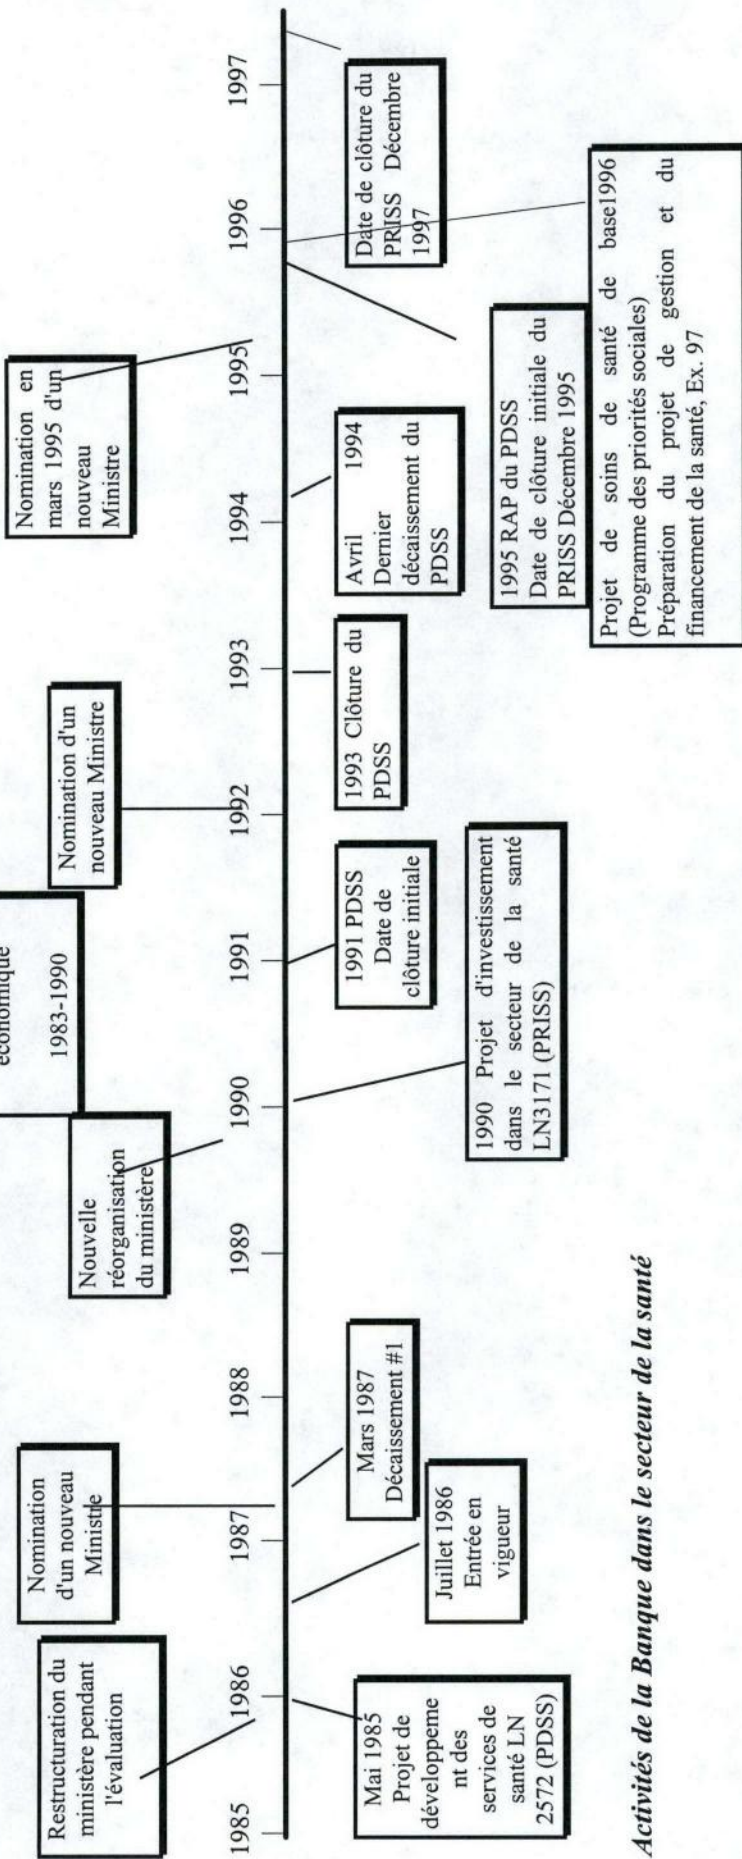 économique
1983-1990
Restructuration du
ministère pendant
l'évaluation
Nomination
d'un nouveau
Ministre
Nouvelle
réorganisation
du ministère
Nomination d'un
nouveau Ministre
Nomination en
mars 1995 d'un
nouveau
Ministre
1985
1986
1987
1988
1989
1990
1991
1992
1993
1994
1995
1996
1997
Mai 1985
Projet de
développeme
nt des
services de
santé LN
2572 (PDSS)
Juillet 1986
Entrée en
vigueur
Mars 1987
Décaissement #1
1990 Projet d'investissement
dans le secteur de la santé
LN3171 (PRISS)
1991 PDSS
Date de
clôture initiale
1993 Clôture du
PDSS
Avril 1994
Dernier
décaissement du
PDSS
1995 RAP du PDSS
Date de clôture initiale du
PRISS Décembre 1995
Projet de soins de santé de base1996
(Programme des priorités sociales)
Préparation du projet de gestion et du
financement de la santé, Ex. 97
Date de clôture du
PRISS Décembre
1997
Activités de la Banque dans le secteur de la santé